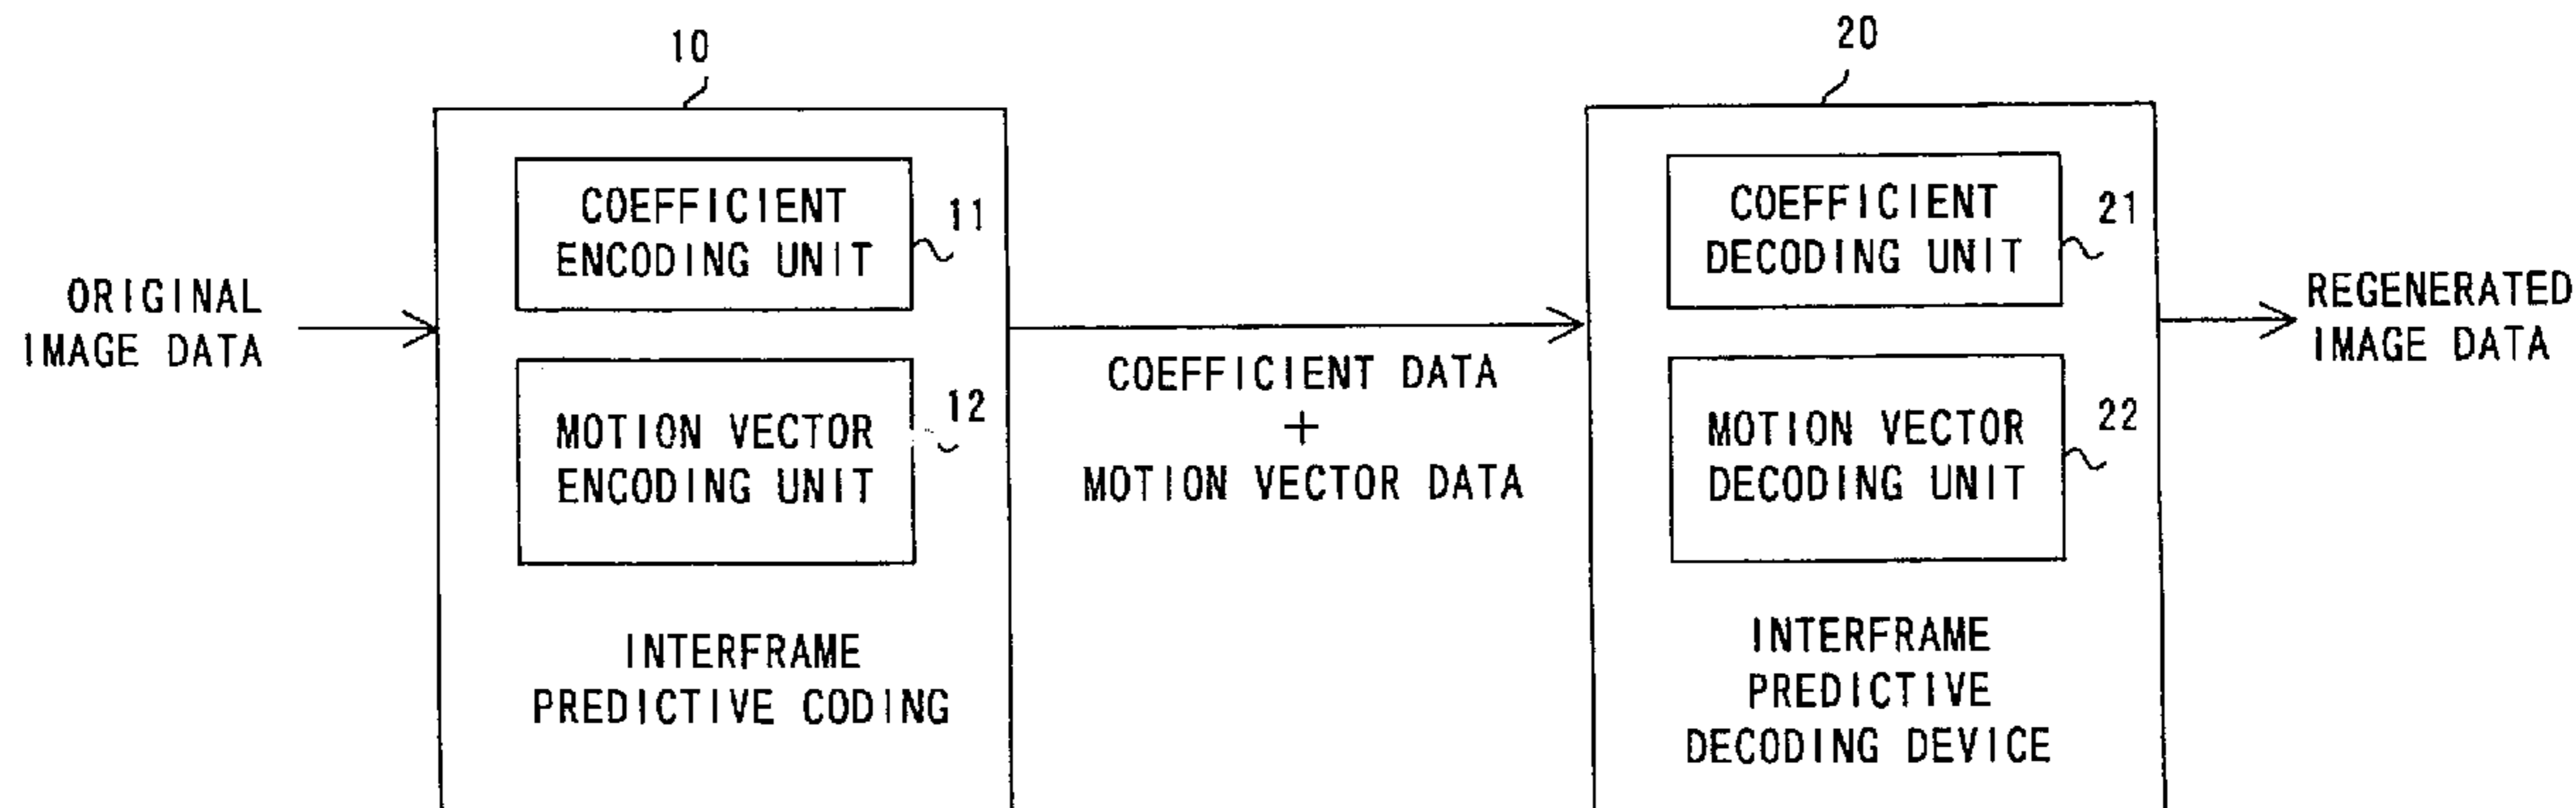 10
20
COEFFICIENT
ENCODING UNIT
11
COEFFICIENT
DECODING UNIT
21
ORIGINAL
IMAGE DATA
REGENERATED
IMAGE DATA
COEFFICIENT DATA
+
MOTION VECTOR DATA
MOTION VECTOR
ENCODING UNIT
12
MOTION VECTOR
DECODING UNIT
22
INTERFRAME
PREDICTIVE CODING
INTERFRAME
PREDICTIVE
DECODING DEVICE